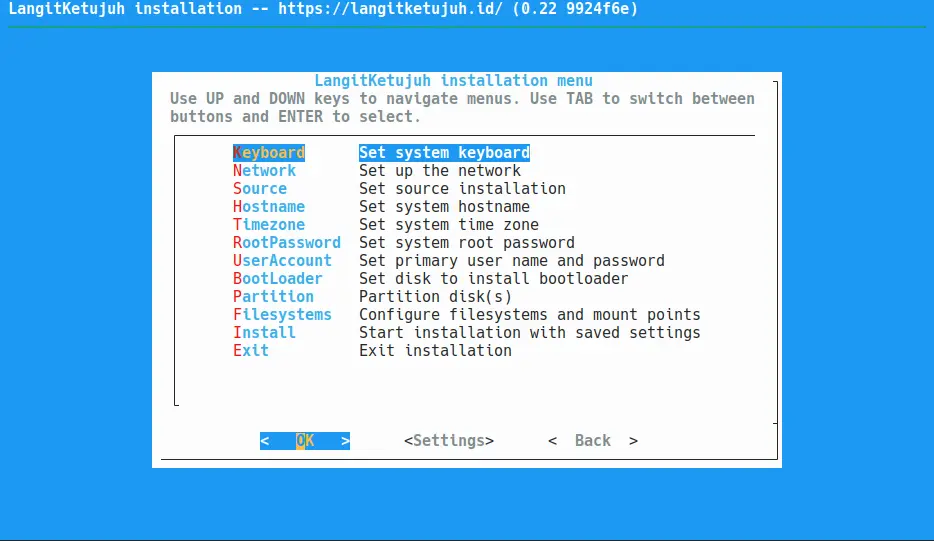 LangitKetujuh installation -- https://langitketujuh.id/ (0.22 9924f6e)
LangitKetujuh installation menu
Use UP and DOWN keys to navigate menus. Use TAB to switch between
buttons and ENTER to select.
Keyboard Set system keyboard
Network Set up the network
Source Set source installation
Hostname Set system hostname
Timezone Set system time zone
RootPassword Set system root password
UserAccount Set primary user name and password
BootLoader Set disk to install bootloader
Partition Partition disk(s)
Filesystems Configure filesystems and mount points
Install Start installation with saved settings
Exit Exit installation
< OK > <Settings> < Back >